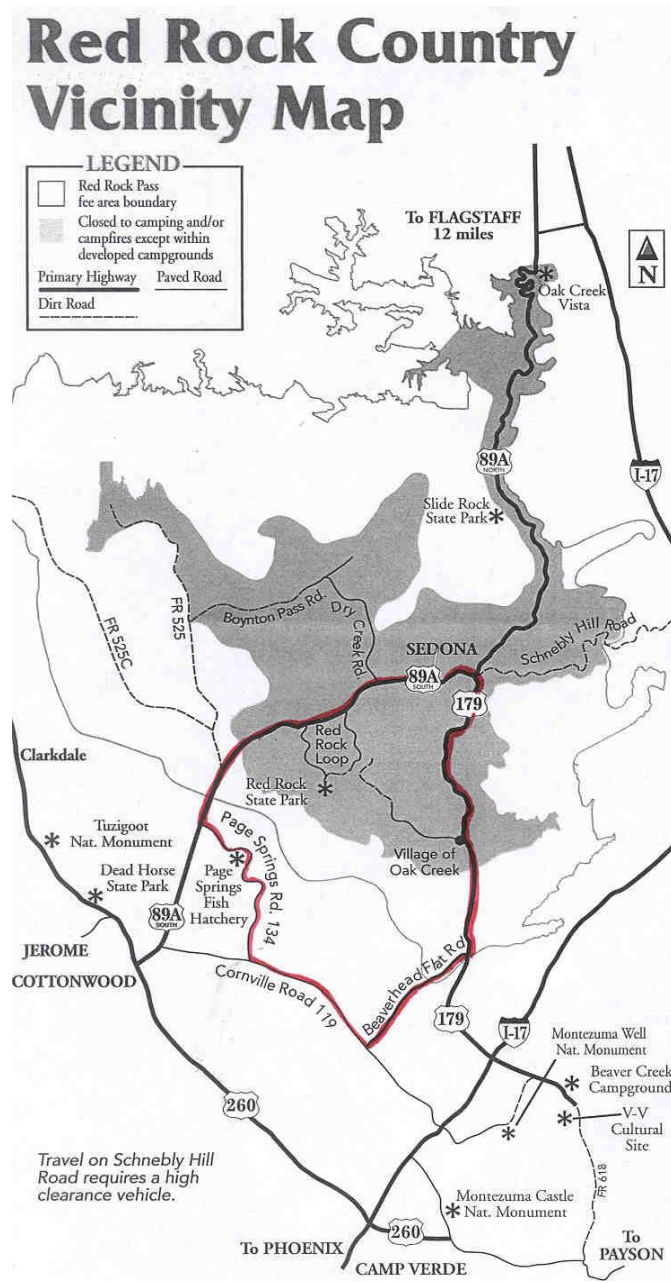 Red Rock Country
Vicinity Map
LEGEND
Red Rock Pass
fee area boundary
Closed to camping and/or
campfires except within
developed campgrounds
Primary Highway
Paved Road
Dirt Road
To FLAGSTAFF
12 miles
N
Oak Creek
Vista
89A
NORTH
I-17
Slide Rock
State Park
FR 525
FR 525C
Boynton Pass Rd.
Dry Creek Rd.
SEDONA
Schnebly Hill Road
89A
SOUTH
179
Red
Rock
Loop
Clarkdale
Red Rock
State Park
Tuzigoot
Nat. Monument
Page Springs Rd. 134
Village of
Oak Creek
Dead Horse
State Park
Page
Springs
Fish
Hatchery
89A
SOUTH
JEROME
COTTONWOOD
Cornville Road 119
Beaverhead Flat Rd
179
I-17
Montezuma Well
Nat. Monument
Beaver Creek
Campground
260
V-V
Cultural
Site
Travel on Schnebly Hill
Road requires a high
clearance vehicle.
FR 618
Montezuma Castle
Nat. Monument
260
To PHOENIX
CAMP VERDE
To
PAYSON